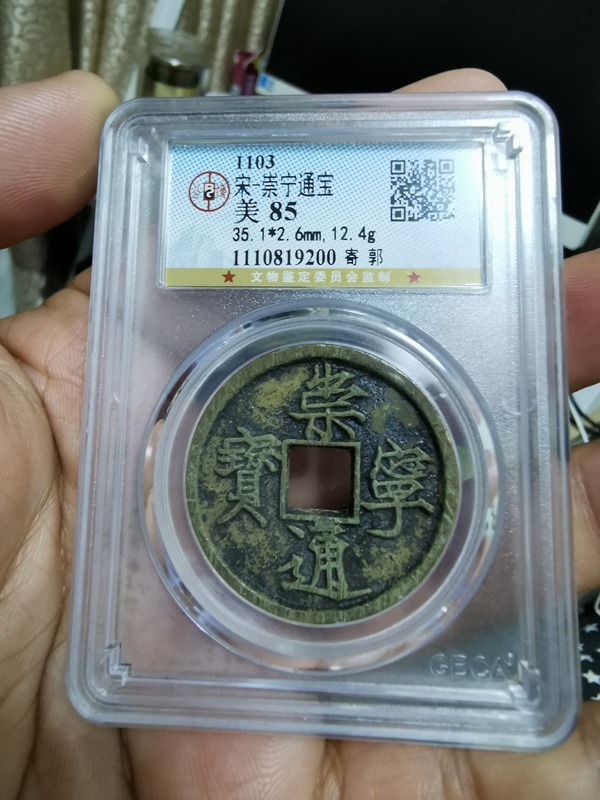 1103
宋-崇宁通宝
美 85
35.1*2.6mm,12.4g
1110819200 寄 郭
★ 文物鉴定委员会监制 ★
崇
寶 寧
通
GBCA